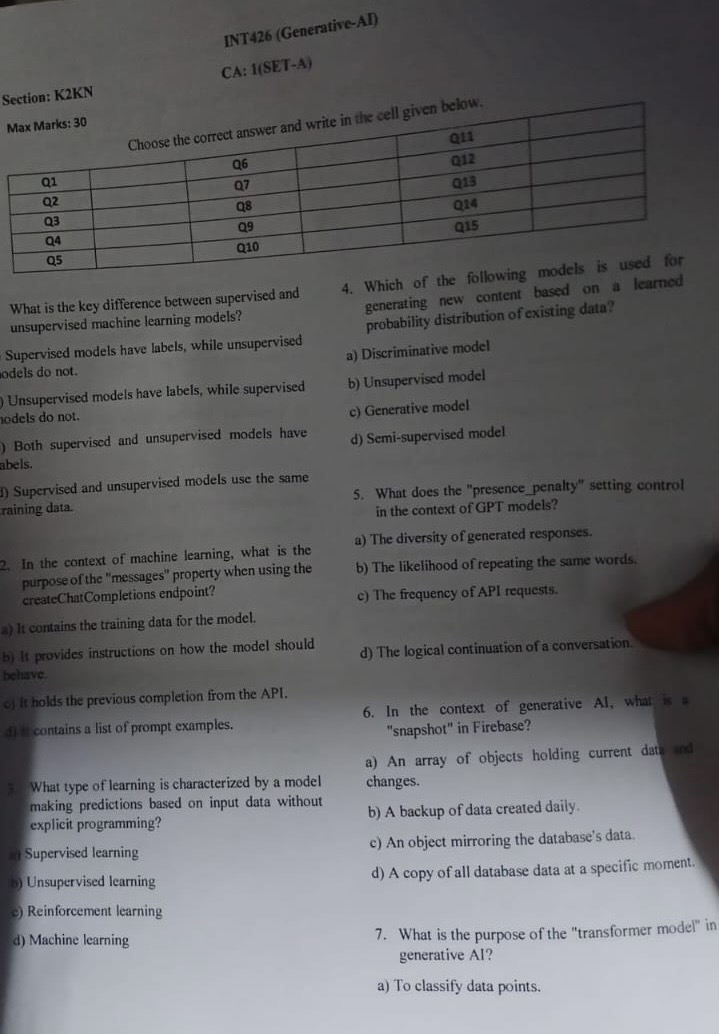 INT426 (Generative-AI)
CA: 1(SET-A)
Section: K2KN
Max Marks: 30
Choose the correct answer and write in the cell given below.
Q1 Q6 Q11
Q2 Q7 Q12
Q3 Q8 Q13
Q4 Q9 Q14
Q5 Q10 Q15
What is the key difference between supervised and
unsupervised machine learning models?
Supervised models have labels, while unsupervised
odels do not.
) Unsupervised models have labels, while supervised
nodels do not.
) Both supervised and unsupervised models have
abels.
d) Supervised and unsupervised models use the same
raining data.
2. In the context of machine learning, what is the
purpose of the "messages" property when using the
createChatCompletions endpoint?
a) It contains the training data for the model.
b) It provides instructions on how the model should
behave.
c) It holds the previous completion from the API.
d) It contains a list of prompt examples.
3. What type of learning is characterized by a model
making predictions based on input data without
explicit programming?
a) Supervised learning
b) Unsupervised learning
c) Reinforcement learning
d) Machine learning
4. Which of the following models is used for
generating new content based on a learned
probability distribution of existing data?
a) Discriminative model
b) Unsupervised model
c) Generative model
d) Semi-supervised model
5. What does the "presence_penalty" setting control
in the context of GPT models?
a) The diversity of generated responses.
b) The likelihood of repeating the same words.
c) The frequency of API requests.
d) The logical continuation of a conversation.
6. In the context of generative AI, what is a
"snapshot" in Firebase?
a) An array of objects holding current data and
changes.
b) A backup of data created daily.
c) An object mirroring the database's data.
d) A copy of all database data at a specific moment.
7. What is the purpose of the "transformer model" in
generative AI?
a) To classify data points.